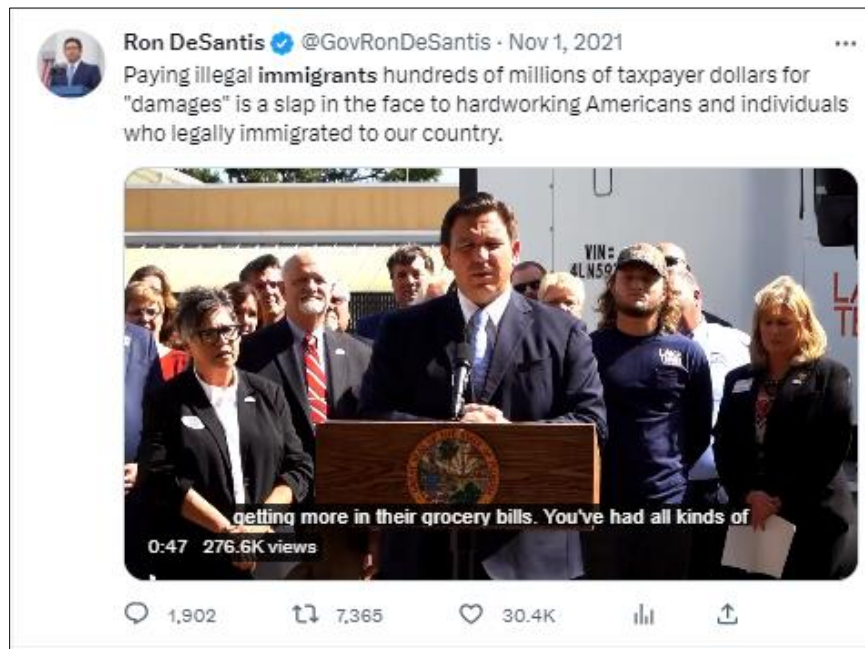 Ron DeSantis @GovRonDeSantis · Nov 1, 2021
Paying illegal immigrants hundreds of millions of taxpayer dollars for
"damages" is a slap in the face to hardworking Americans and individuals
who legally immigrated to our country.
VIN:
getting more in their grocery bills. You've had all kinds of
0:47 276.6K views
1,902 7,365 30.4K